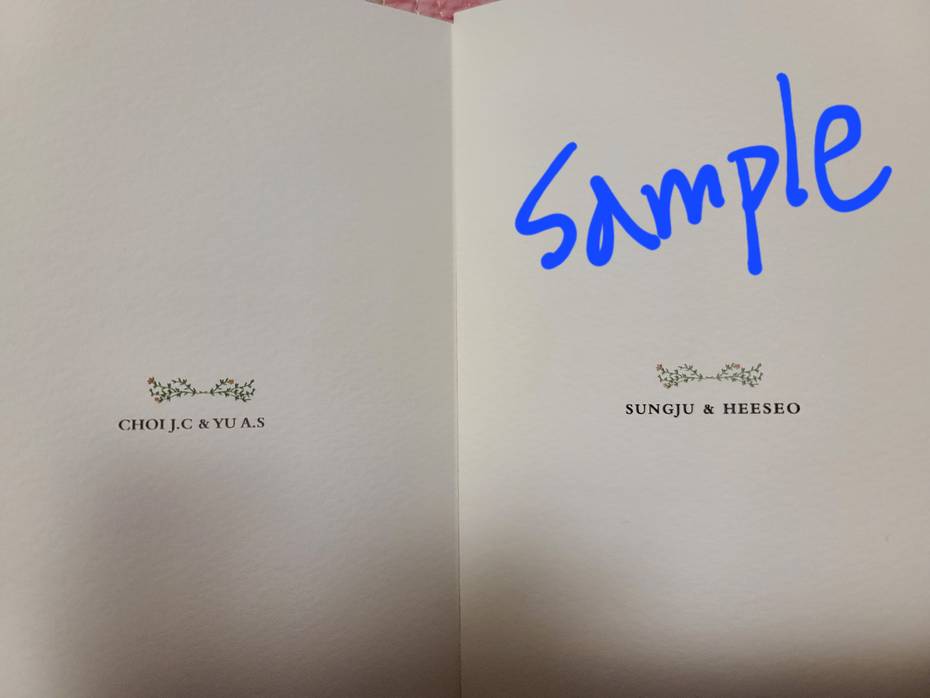 CHOI J.C & YU A.S
Sample
SUNGJU & HEESEO